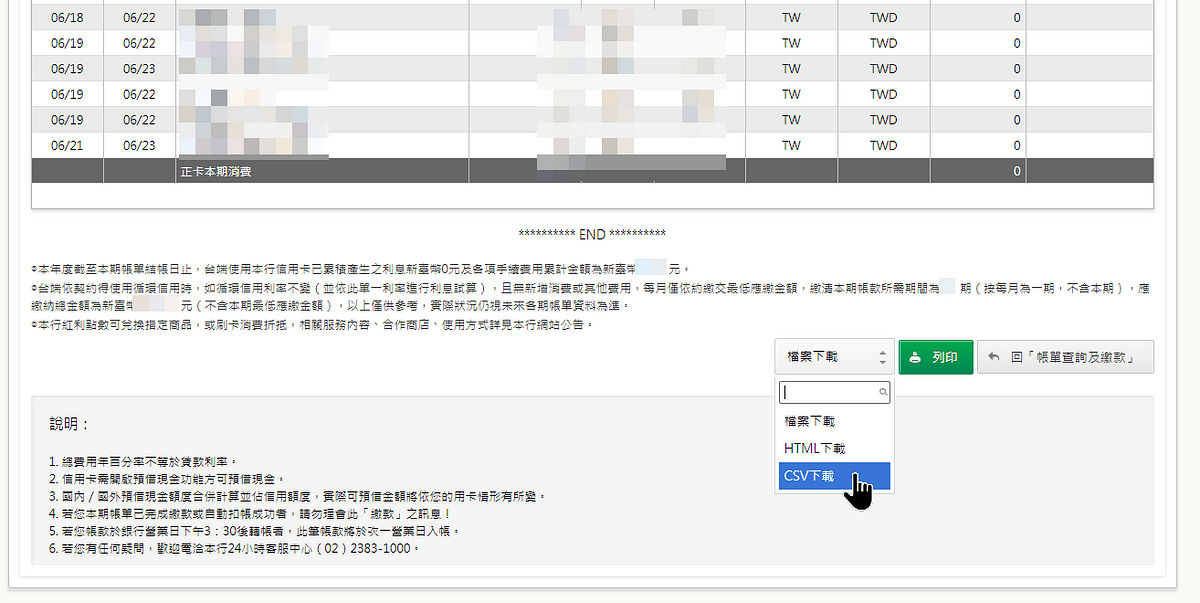 06/18 06/22 TW TWD 0
06/19 06/22 TW TWD 0
06/19 06/23 TW TWD 0
06/19 06/22 TW TWD 0
06/19 06/22 TW TWD 0
06/21 06/23 TW TWD 0
正卡本期消費 0
********** END **********
本年度截至本期帳單結帳日止，台端使用本行信用卡已累積產生之利息新臺幣0元及各項手續費用累計金額為新臺幣 元。
台端依契約得使用循環信用時，如循環信用利率不變（並依此單一利率進行利息試算），且無新增消費或其他費用，每月僅依約繳交最低應繳金額，繳清本期帳款所需期間為 期（按每月為一期，不含本期），應
繳納總金額為新臺幣 元（不含本期最低應繳金額），以上僅供參考，實際狀況仍視未來各期帳單資料為準。
本行紅利點數可兌換指定商品，或刷卡消費折抵，相關服務內容、合作商店、使用方式詳見本行網站公告。
檔案下載 列印 回「帳單查詢及繳款」
檔案下載
HTML下載
CSV下載
說明：
1. 總費用年百分率不等於貸款利率。
2. 信用卡需開啟預借現金功能方可預借現金。
3. 國內 / 國外預借現金額度合併計算並佔信用額度，實際可預借金額將依您的用卡情形有所變。
4. 若您本期帳單已完成繳款或自動扣帳成功者，請勿理會此「繳款」之訊息！
5. 若您帳款於銀行營業日下午3：30後轉帳者，此筆帳款將於次一營業日入帳。
6. 若您有任何疑問，歡迎電洽本行24小時客服中心（02）2383-1000。